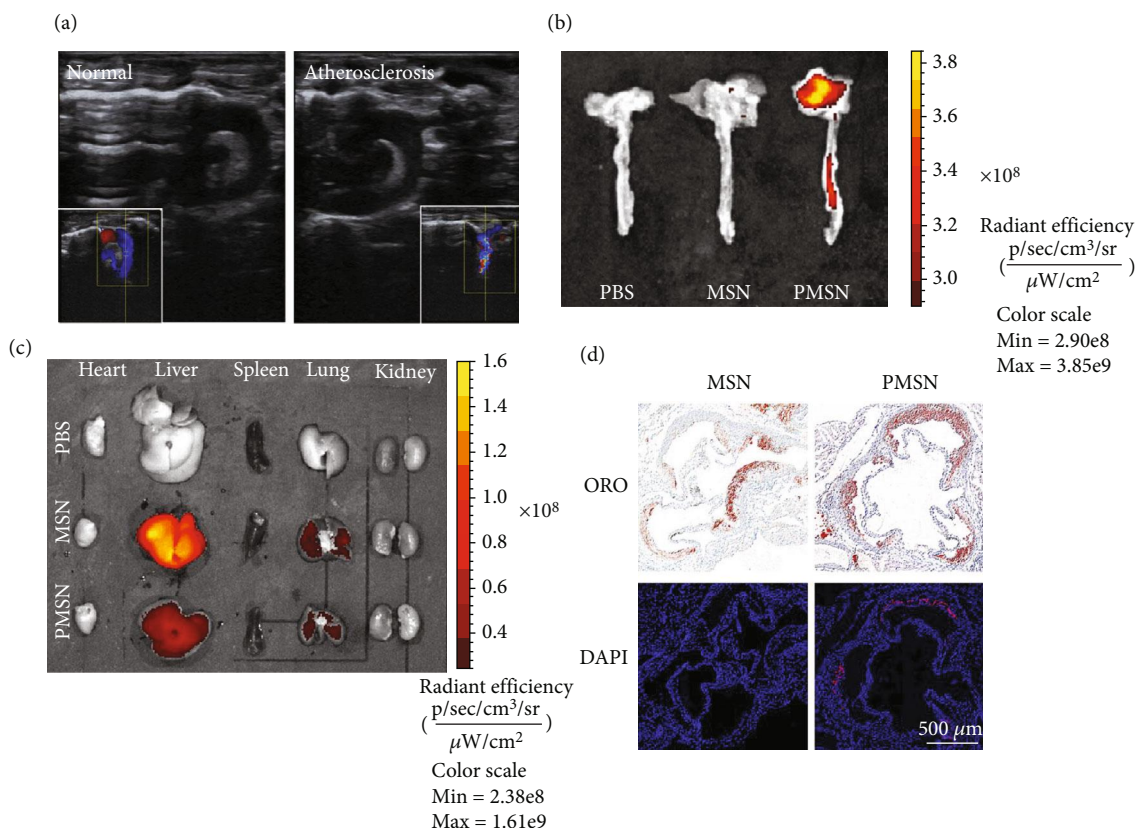 (a)
Normal
Atherosclerosis
(b)
PBS
MSN
PMSN
3.8
3.6
3.4
3.2
3.0
×10⁸
Radiant efficiency
( p/sec/cm³/sr
μW/cm² )
Color scale
Min = 2.90e8
Max = 3.85e9
(c)
Heart Liver Spleen Lung Kidney
PBS
MSN
PMSN
1.6
1.4
1.2
1.0
0.8
0.6
0.4
×10⁸
Radiant efficiency
( p/sec/cm³/sr
μW/cm² )
Color scale
Min = 2.38e8
Max = 1.61e9
(d)
MSN
PMSN
ORO
DAPI
500 μm